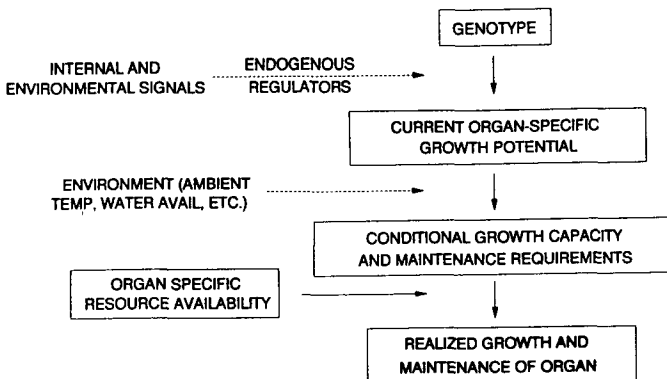 GENOTYPE
INTERNAL AND
ENVIRONMENTAL SIGNALS
ENDOGENOUS
REGULATORS
CURRENT ORGAN-SPECIFIC
GROWTH POTENTIAL
ENVIRONMENT (AMBIENT
TEMP, WATER AVAIL, ETC.)
CONDITIONAL GROWTH CAPACITY
AND MAINTENANCE REQUIREMENTS
ORGAN SPECIFIC
RESOURCE AVAILABILITY
REALIZED GROWTH AND
MAINTENANCE OF ORGAN